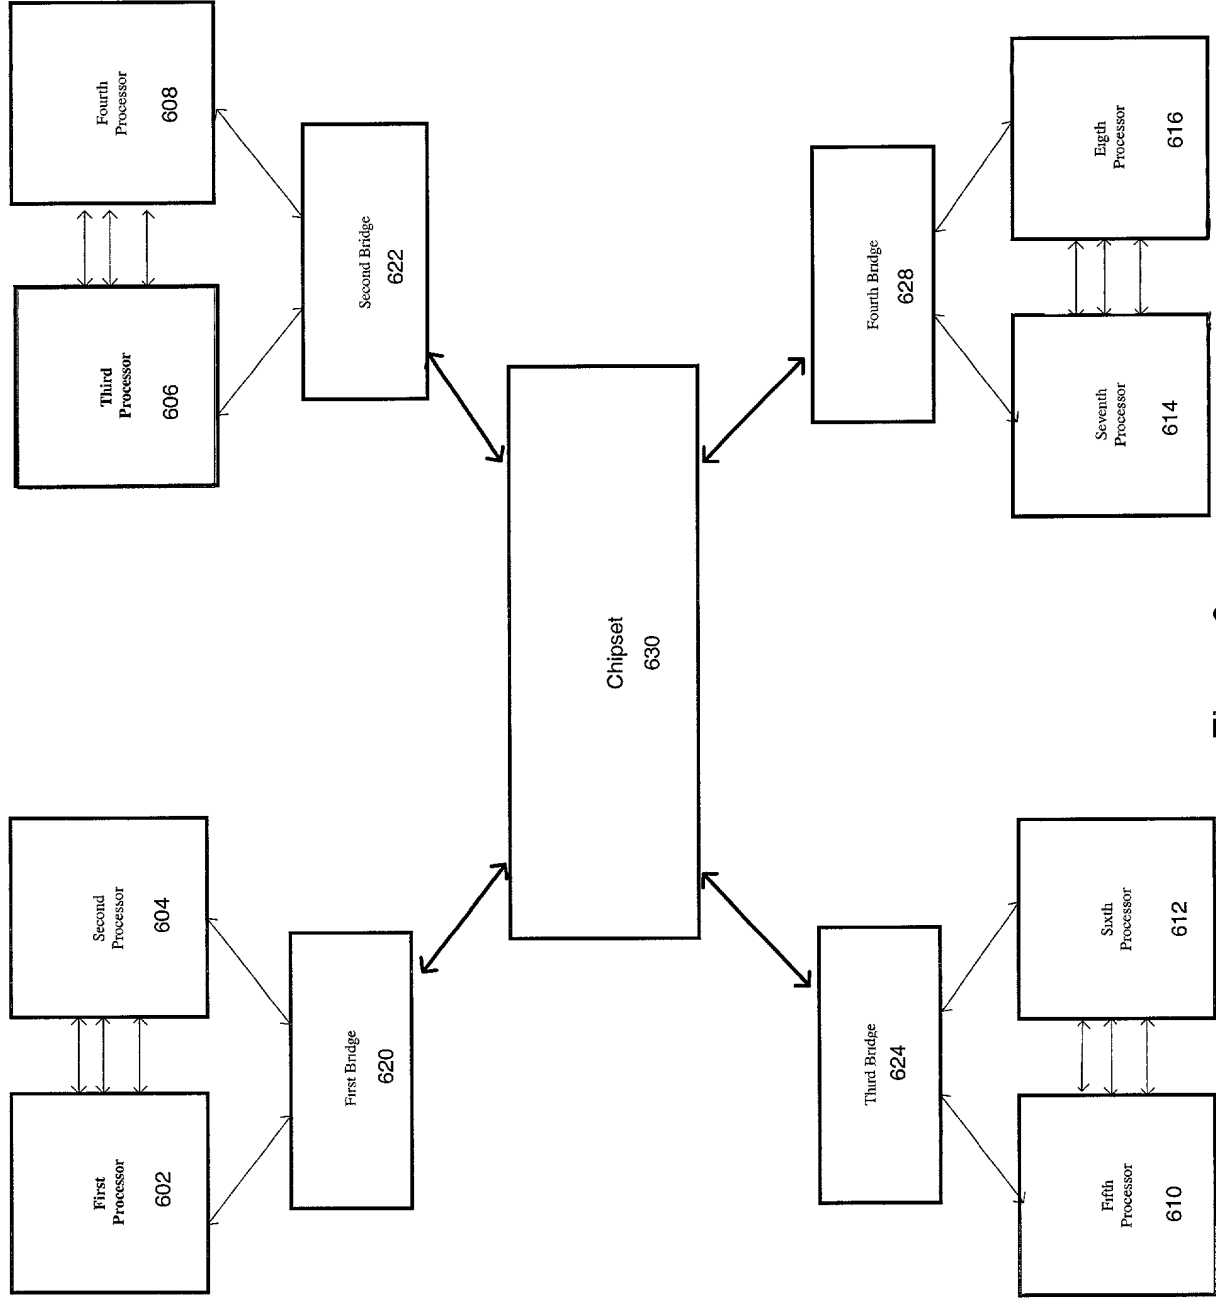 First
Processor
602
Second
Processor
604
Third
Processor
606
Fourth
Processor
608
First Bridge
620
Second Bridge
622
Chipset
630
Third Bridge
624
Fourth Bridge
628
Fifth
Processor
610
Sixth
Processor
612
Seventh
Processor
614
Eigth
Processor
616